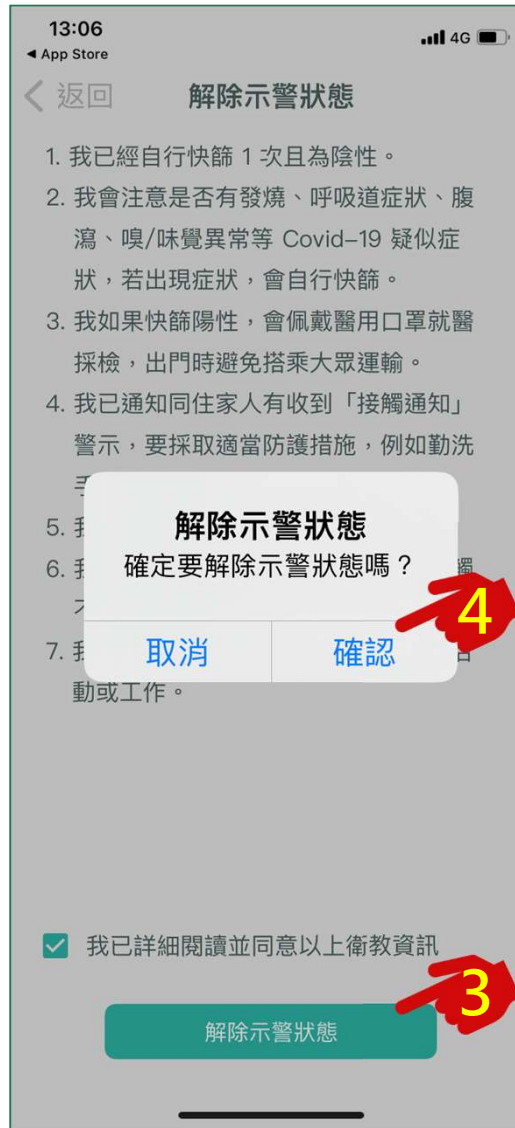 13:06
4G
◀ App Store
返回 解除示警狀態
1. 我已經自行快篩 1 次且為陰性。
2. 我會注意是否有發燒、呼吸道症狀、腹
瀉、嗅/味覺異常等 Covid–19 疑似症
狀，若出現症狀，會自行快篩。
3. 我如果快篩陽性，會佩戴醫用口罩就醫
採檢，出門時避免搭乘大眾運輸。
4. 我已通知同住家人有收到「接觸通知」
警示，要採取適當防護措施，例如勤洗
5.
6.
7.
動或工作。
解除示警狀態
確定要解除示警狀態嗎？
4
取消 確認
我已詳細閱讀並同意以上衛教資訊
3
解除示警狀態